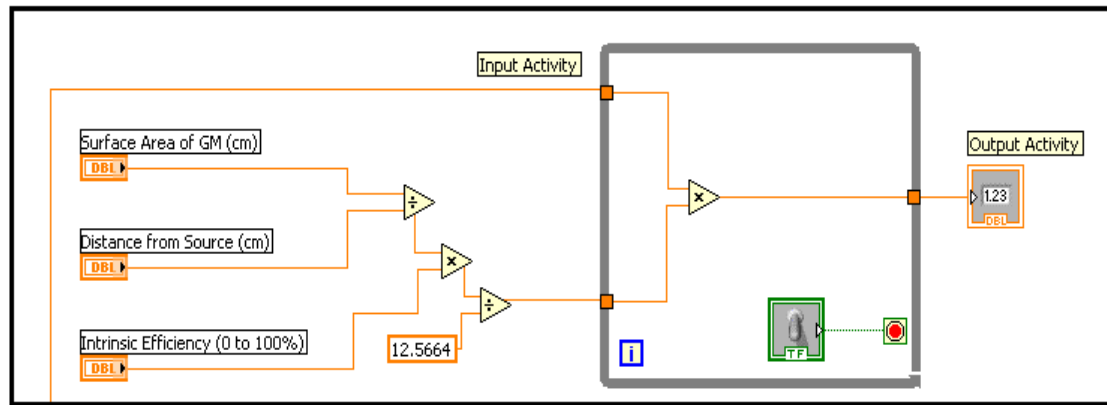 Input Activity
Surface Area of GM (cm)
DBL
Output Activity
÷
×
1.23
DBL
Distance from Source (cm)
DBL
×
÷
Intrinsic Efficiency (0 to 100%)
12.5664
TF
i
DBL